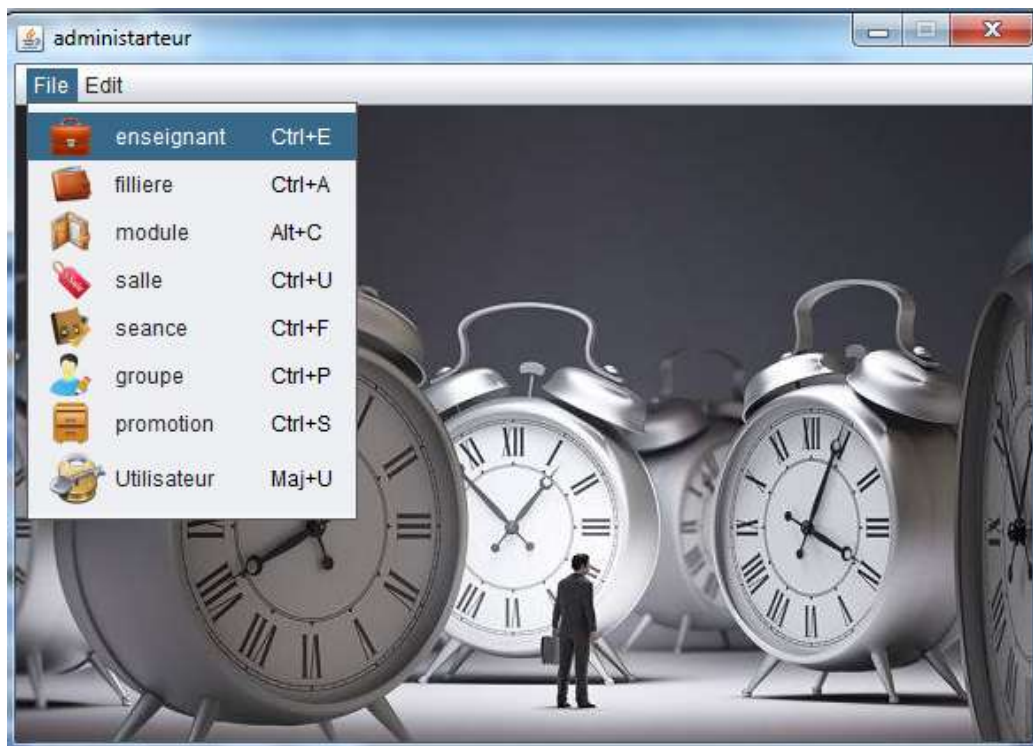 administarteur
File Edit
enseignant Ctrl+E
filliere Ctrl+A
module Alt+C
salle Ctrl+U
seance Ctrl+F
groupe Ctrl+P
promotion Ctrl+S
Utilisateur Maj+U